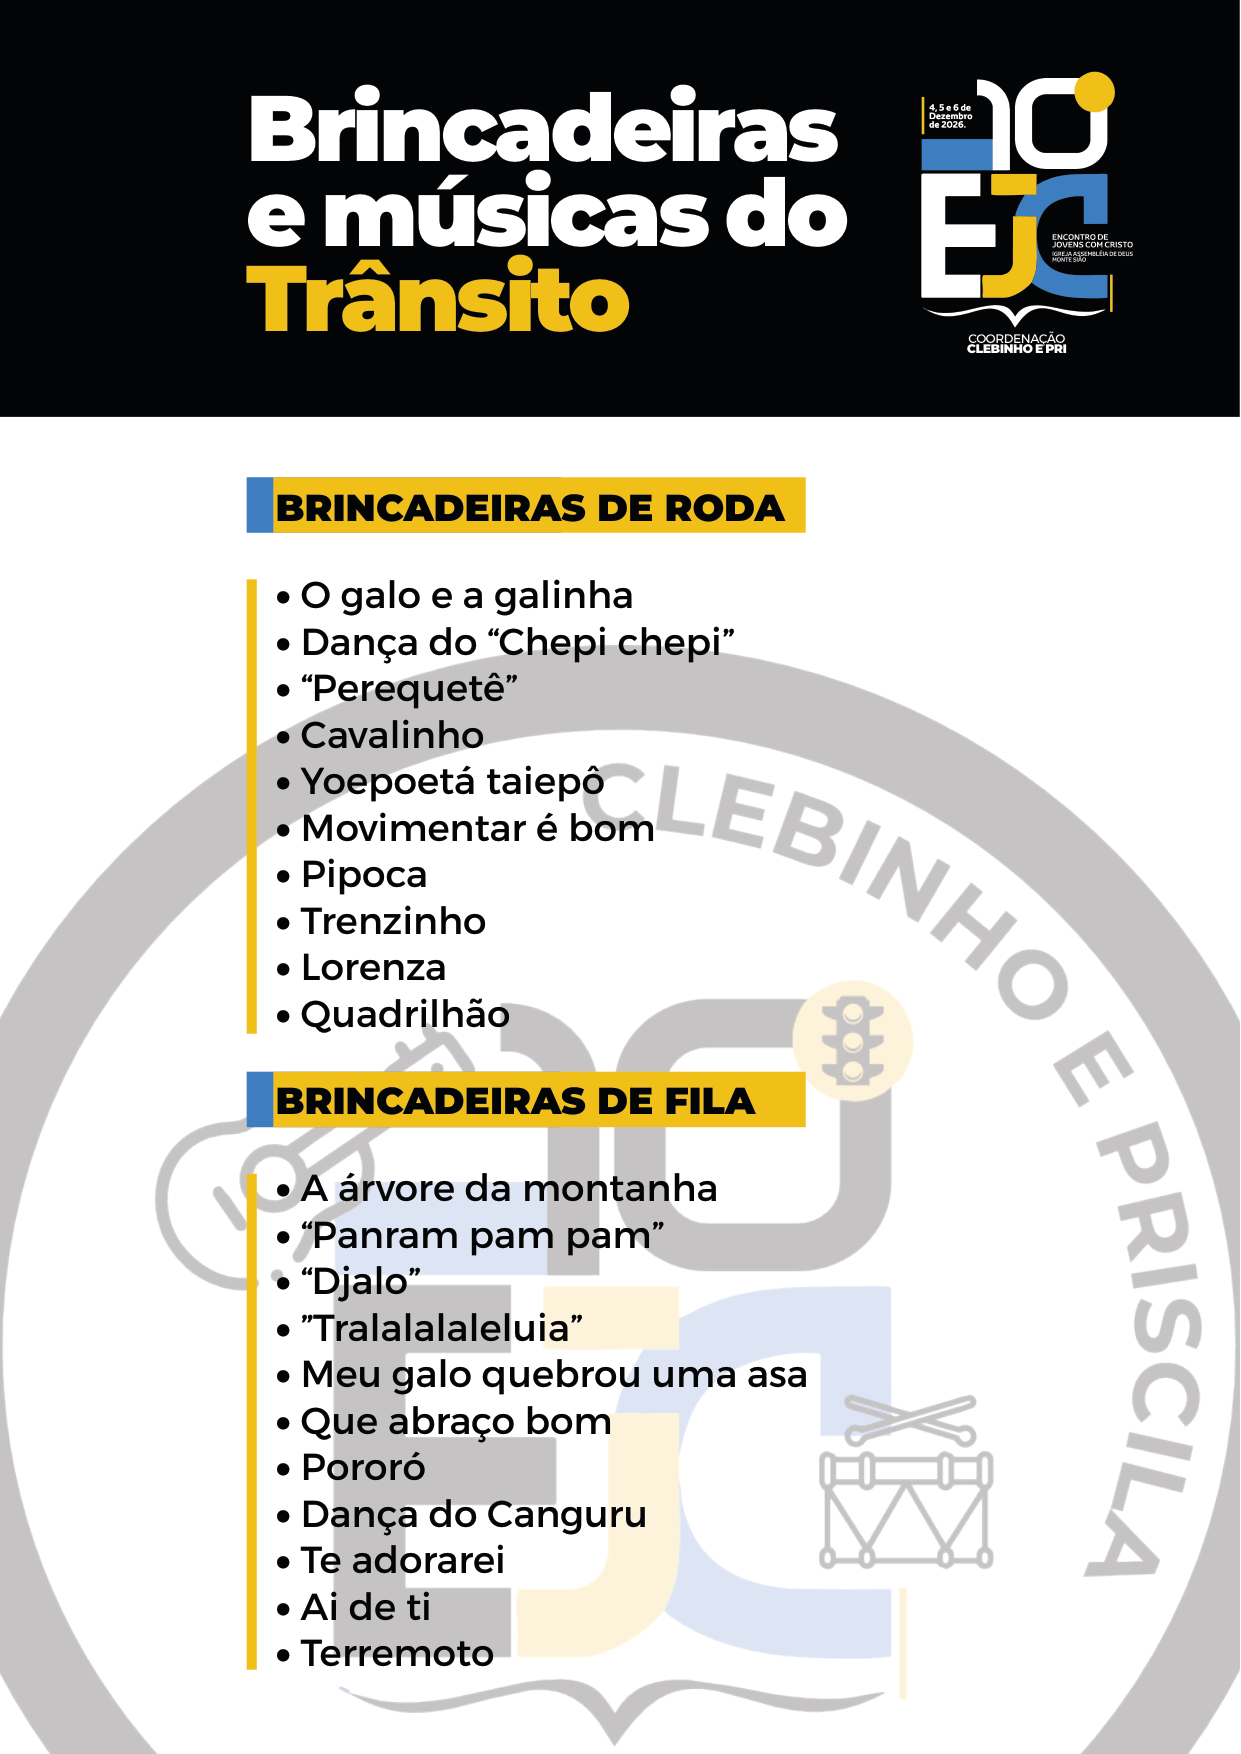 Brincadeiras
e músicas do
Trânsito
4, 5 e 6 de
Dezembro
de 2026.
10
EJC
ENCONTRO DE
JOVENS COM CRISTO
IGREJA ASSEMBLÉIA DE DEUS
MONTE SIÃO
COORDENAÇÃO
CLEBINHO E PRI
BRINCADEIRAS DE RODA
• O galo e a galinha
• Dança do “Chepi chepi”
• “Perequetê”
• Cavalinho
• Yoepoetá taiepô
• Movimentar é bom
• Pipoca
• Trenzinho
• Lorenza
• Quadrilhão
BRINCADEIRAS DE FILA
• A árvore da montanha
• “Panram pam pam”
• “Djalo”
• ”Tralalalaleluia”
• Meu galo quebrou uma asa
• Que abraço bom
• Pororó
• Dança do Canguru
• Te adorarei
• Ai de ti
• Terremoto
CLEBINHO E PRISCILA
10
EJC